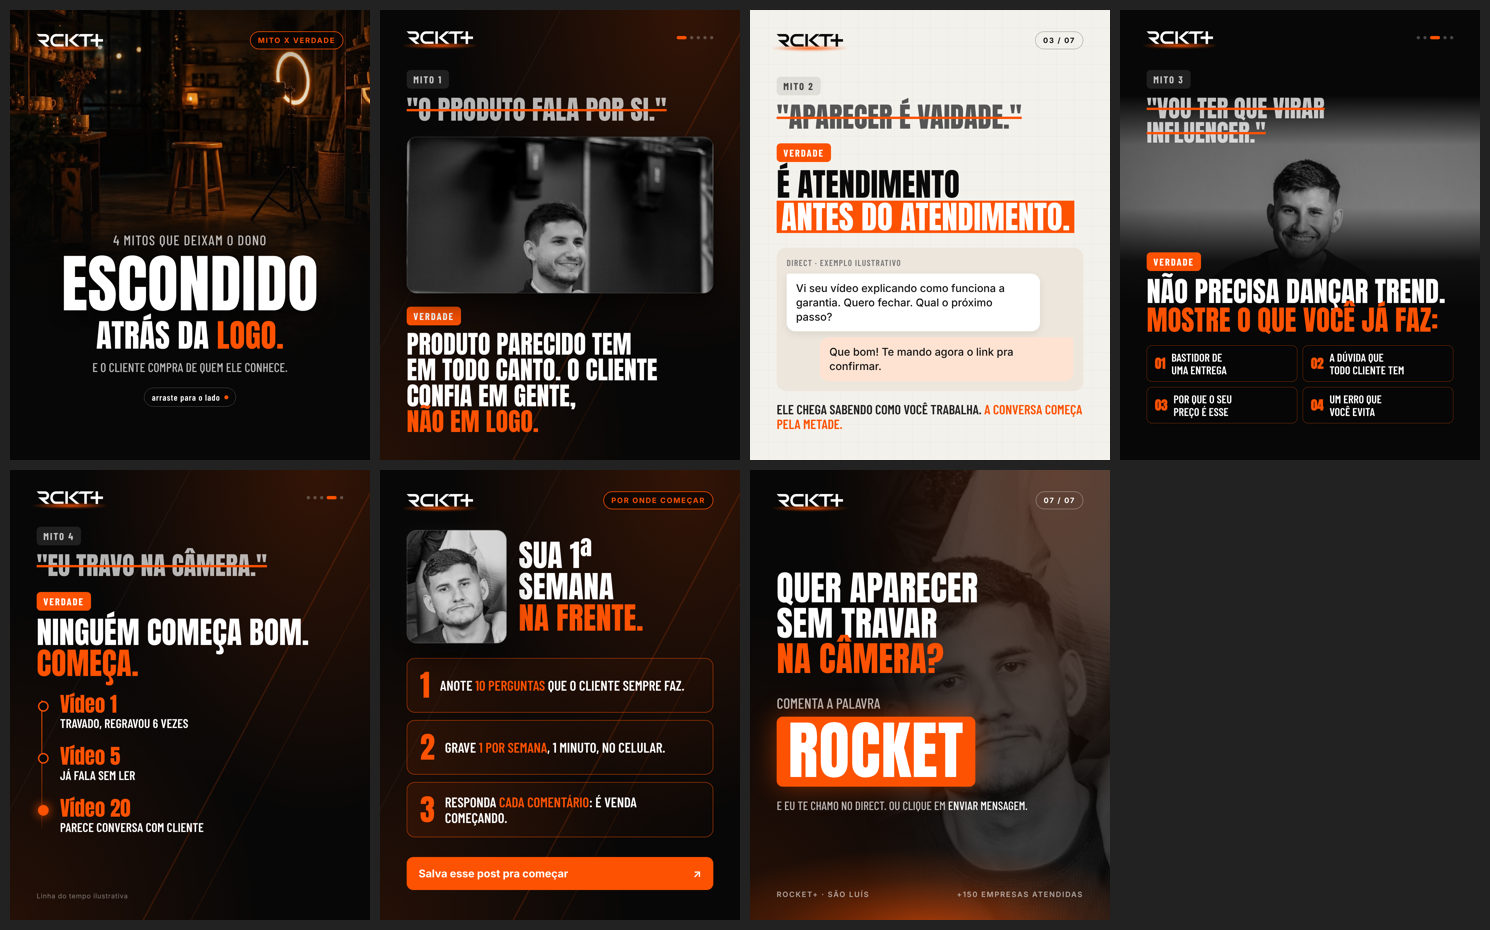 RCKT+
MITO X VERDADE
4 MITOS QUE DEIXAM O DONO
ESCONDIDO
ATRÁS DA LOGO.
E O CLIENTE COMPRA DE QUEM ELE CONHECE.
arraste para o lado
RCKT+
MITO 1
"O PRODUTO FALA POR SI."
VERDADE
PRODUTO PARECIDO TEM
EM TODO CANTO. O CLIENTE
CONFIA EM GENTE,
NÃO EM LOGO.
RCKT+
03 / 07
MITO 2
"APARECER É VAIDADE."
VERDADE
É ATENDIMENTO
ANTES DO ATENDIMENTO.
DIRECT · EXEMPLO ILUSTRATIVO
Vi seu vídeo explicando como funciona a
garantia. Quero fechar. Qual o próximo
passo?
Que bom! Te mando agora o link pra
confirmar.
ELE CHEGA SABENDO COMO VOCÊ TRABALHA. A CONVERSA COMEÇA
PELA METADE.
RCKT+
MITO 3
"VOU TER QUE VIRAR
INFLUENCER."
VERDADE
NÃO PRECISA DANÇAR TREND.
MOSTRE O QUE VOCÊ JÁ FAZ:
01 BASTIDOR DE
UMA ENTREGA
02 A DÚVIDA QUE
TODO CLIENTE TEM
03 POR QUE O SEU
PREÇO É ESSE
04 UM ERRO QUE
VOCÊ EVITA
RCKT+
MITO 4
"EU TRAVO NA CÂMERA."
VERDADE
NINGUÉM COMEÇA BOM.
COMEÇA.
Vídeo 1
TRAVADO, REGRAVOU 6 VEZES
Vídeo 5
JÁ FALA SEM LER
Vídeo 20
PARECE CONVERSA COM CLIENTE
Linha do tempo ilustrativa
RCKT+
POR ONDE COMEÇAR
SUA 1ª
SEMANA
NA FRENTE.
1 ANOTE 10 PERGUNTAS QUE O CLIENTE SEMPRE FAZ.
2 GRAVE 1 POR SEMANA, 1 MINUTO, NO CELULAR.
3 RESPONDA CADA COMENTÁRIO: É VENDA
COMEÇANDO.
Salva esse post pra começar
RCKT+
07 / 07
QUER APARECER
SEM TRAVAR
NA CÂMERA?
COMENTA A PALAVRA
ROCKET
E EU TE CHAMO NO DIRECT. OU CLIQUE EM ENVIAR MENSAGEM.
ROCKET+ · SÃO LUÍS
+150 EMPRESAS ATENDIDAS